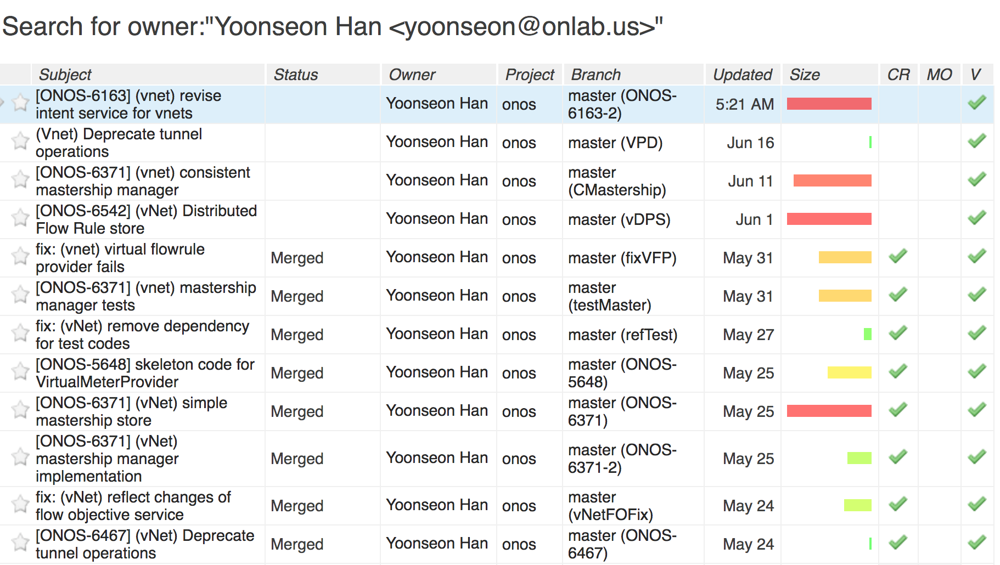 Search for owner:"Yoonseon Han <yoonseon@onlab.us>"
Subject Status Owner Project Branch Updated Size CR MO V
[ONOS-6163] (vnet) revise
intent service for vnets
Yoonseon Han
onos
master (ONOS-
6163-2)
5:21 AM
(Vnet) Deprecate tunnel
operations
Yoonseon Han
onos
master (VPD)
Jun 16
[ONOS-6371] (vnet) consistent
mastership manager
Yoonseon Han
onos
master
(CMastership)
Jun 11
[ONOS-6542] (vNet) Distributed
Flow Rule store
Yoonseon Han
onos
master (vDPS)
Jun 1
fix: (vnet) virtual flowrule
provider fails
Merged
Yoonseon Han
onos
master (fixVFP)
May 31
[ONOS-6371] (vnet) mastership
manager tests
Merged
Yoonseon Han
onos
master
(testMaster)
May 31
fix: (vNet) remove dependency
for test codes
Merged
Yoonseon Han
onos
master (refTest)
May 27
[ONOS-5648] skeleton code for
VirtualMeterProvider
Merged
Yoonseon Han
onos
master (ONOS-
5648)
May 25
[ONOS-6371] (vNet) simple
mastership store
Merged
Yoonseon Han
onos
master (ONOS-
6371)
May 25
[ONOS-6371] (vNet)
mastership manager
implementation
Merged
Yoonseon Han
onos
master (ONOS-
6371-2)
May 25
fix: (vNet) reflect changes of
flow objective service
Merged
Yoonseon Han
onos
master
(vNetFOFix)
May 24
[ONOS-6467] (vNet) Deprecate
tunnel operations
Merged
Yoonseon Han
onos
master (ONOS-
6467)
May 24